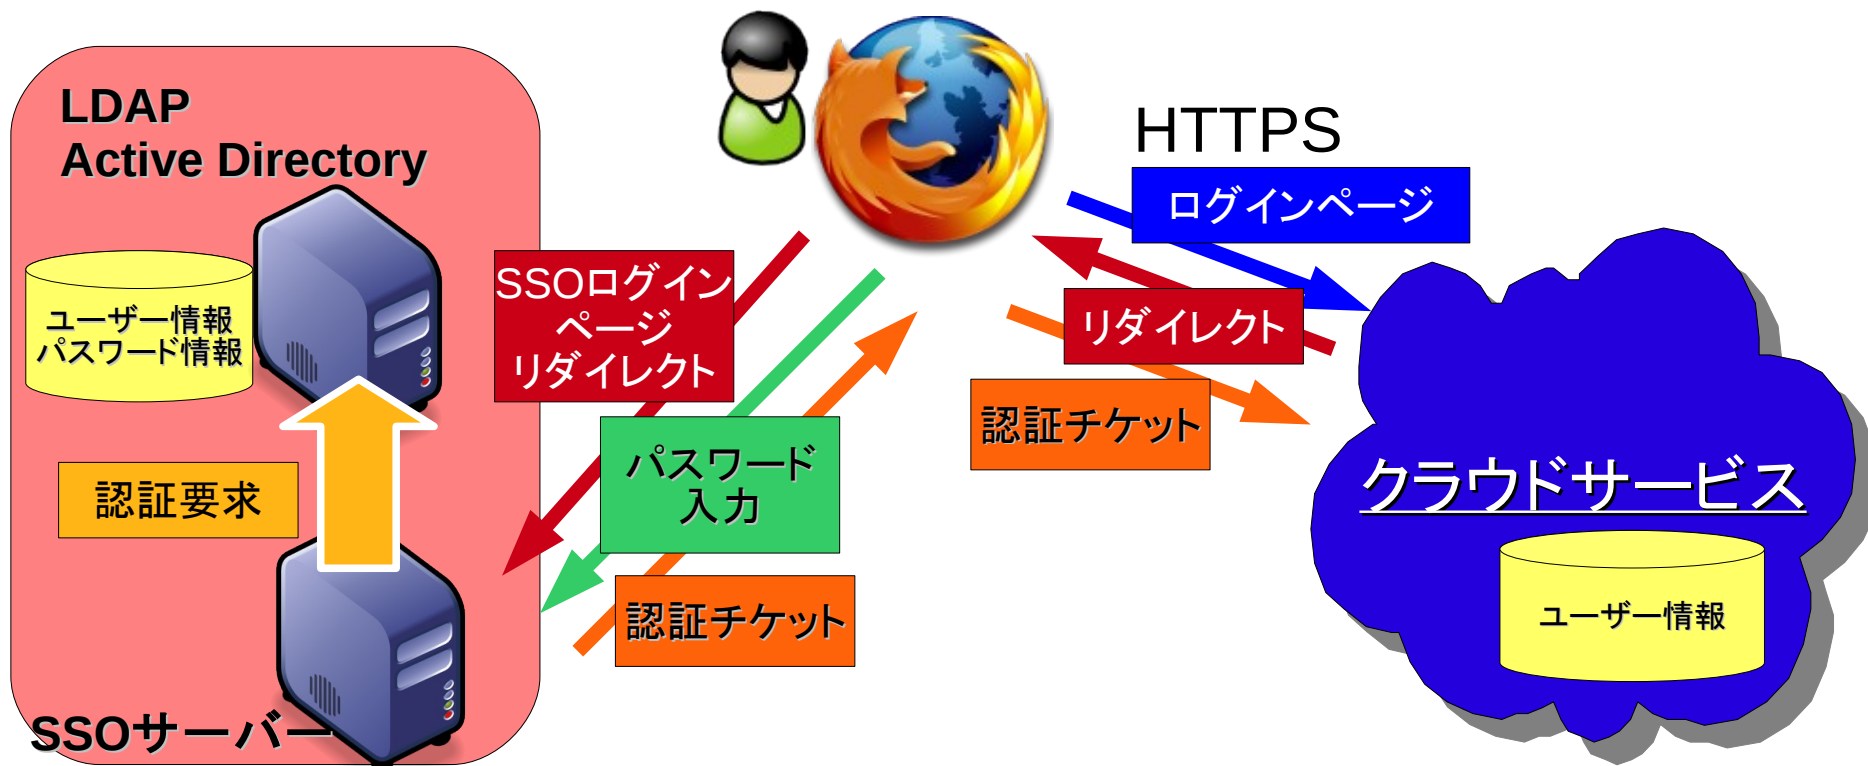 LDAP
Active Directory
ユーザー情報
パスワード情報
認証要求
SSOサーバー
SSOログイン
ページ
リダイレクト
パスワード
入力
認証チケット
HTTPS
ログインページ
リダイレクト
認証チケット
クラウドサービス
ユーザー情報